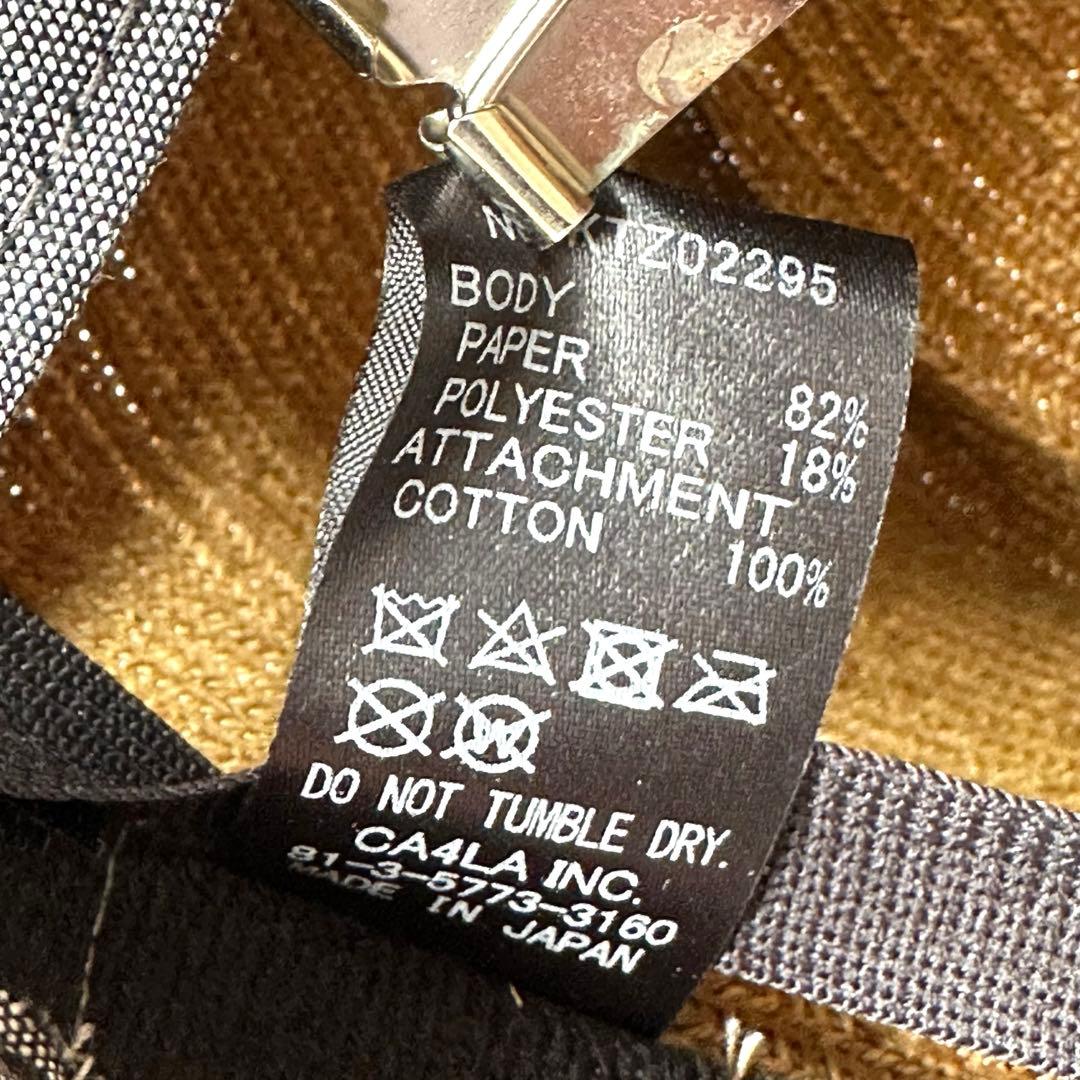 KTZ02295
BODY
PAPER 82%
POLYESTER 18%
ATTACHMENT
COTTON 100%
W
DO NOT TUMBLE DRY.
CA4LA INC.
81-3-5773-3160
MADE IN JAPAN